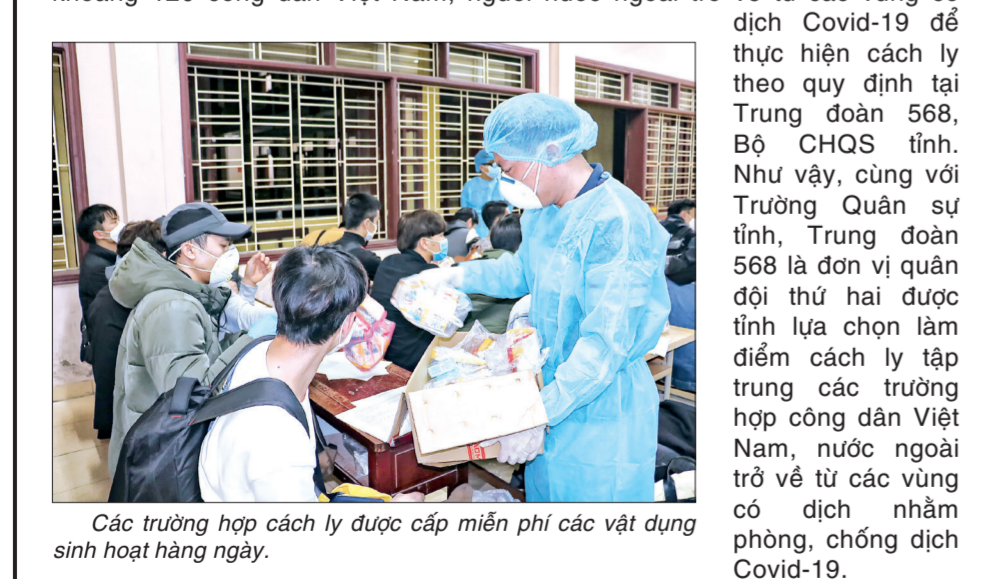 dịch Covid-19 để
thực hiện cách ly
theo quy định tại
Trung đoàn 568,
Bộ CHQS tỉnh.
Như vậy, cùng với
Trường Quân sự
tỉnh, Trung đoàn
568 là đơn vị quân
đội thứ hai được
tỉnh lựa chọn làm
điểm cách ly tập
trung các trường
hợp công dân Việt
Nam, nước ngoài
trở về từ các vùng
có dịch nhằm
phòng, chống dịch
Covid-19.
Các trường hợp cách ly được cấp miễn phí các vật dụng
sinh hoạt hàng ngày.